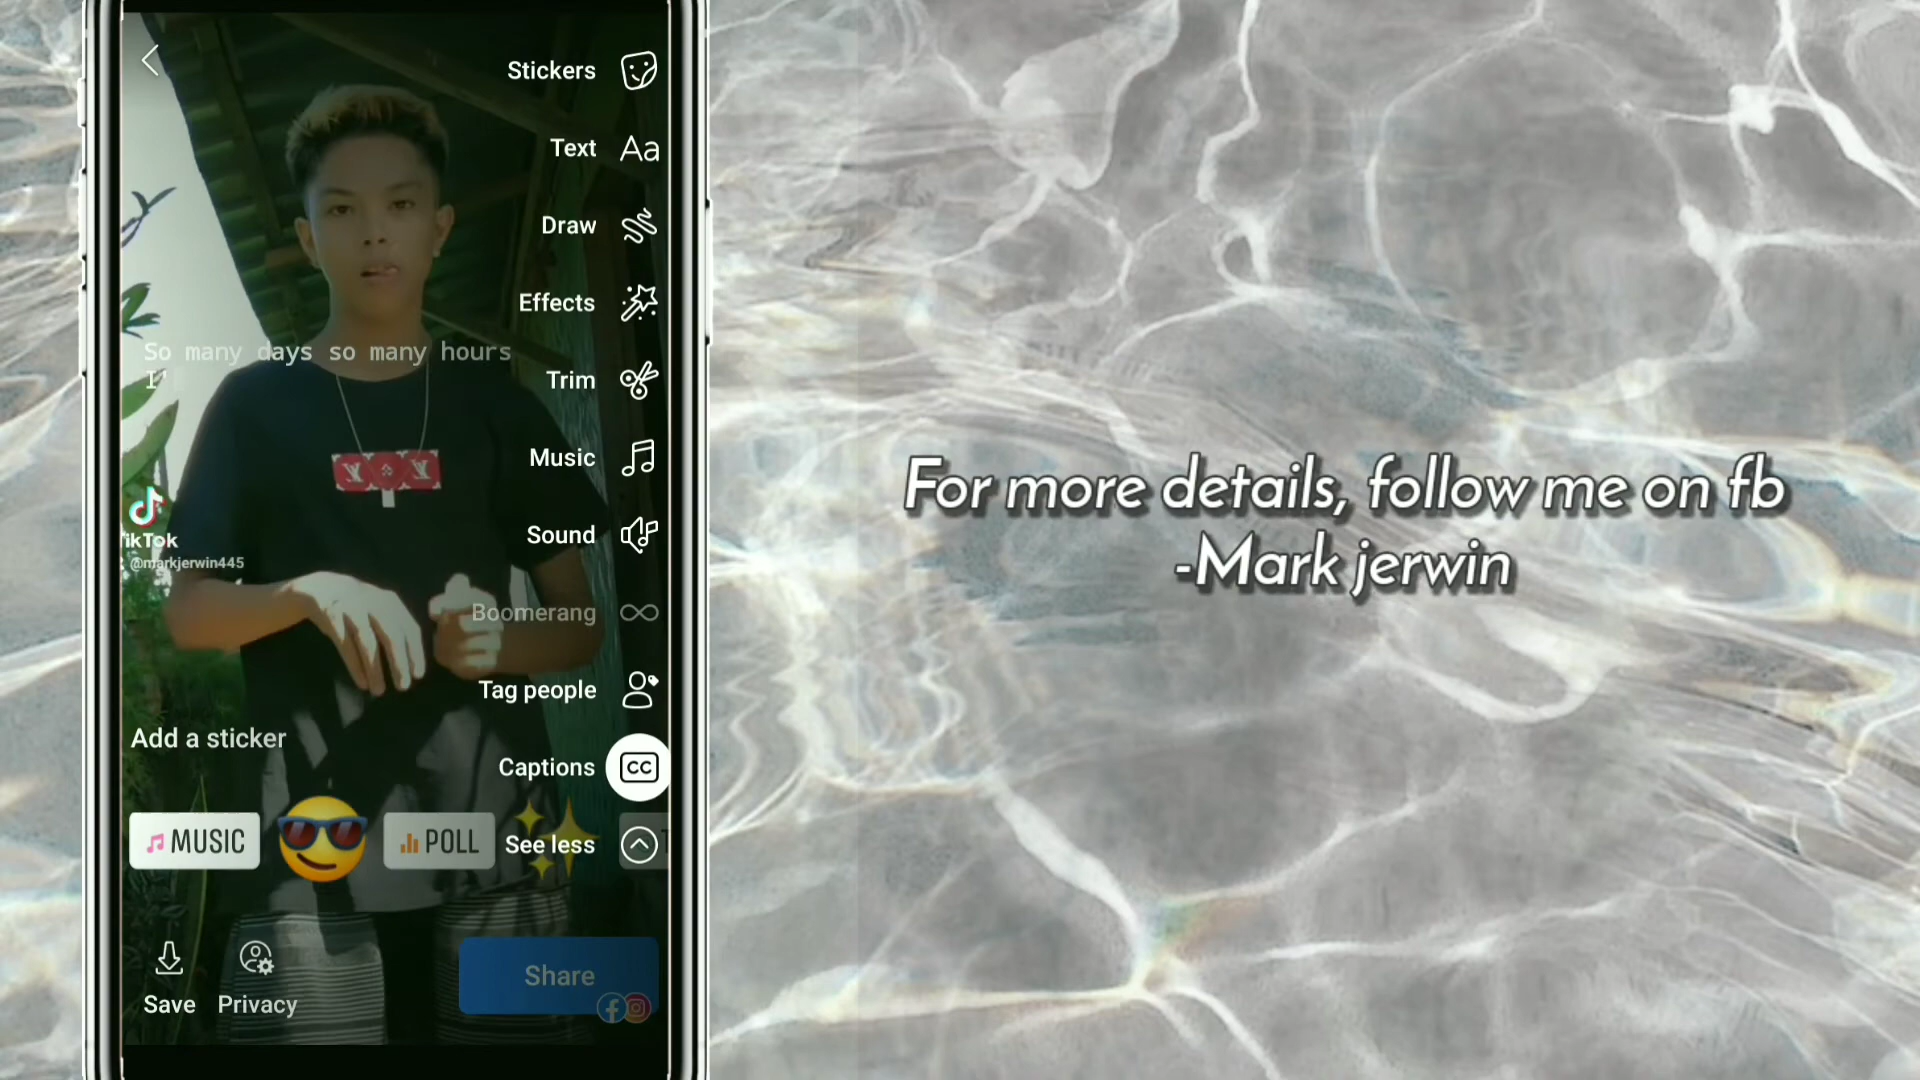 Stickers
Text Aa
Draw
Effects
So many days so many hours
I'
Trim
Music
Sound
ikTok
@markjerwin445
Boomerang
Tag people
Add a sticker
Captions CC
MUSIC
POLL
See less
Save
Privacy
Share
For more details, follow me on fb
-Mark jerwin